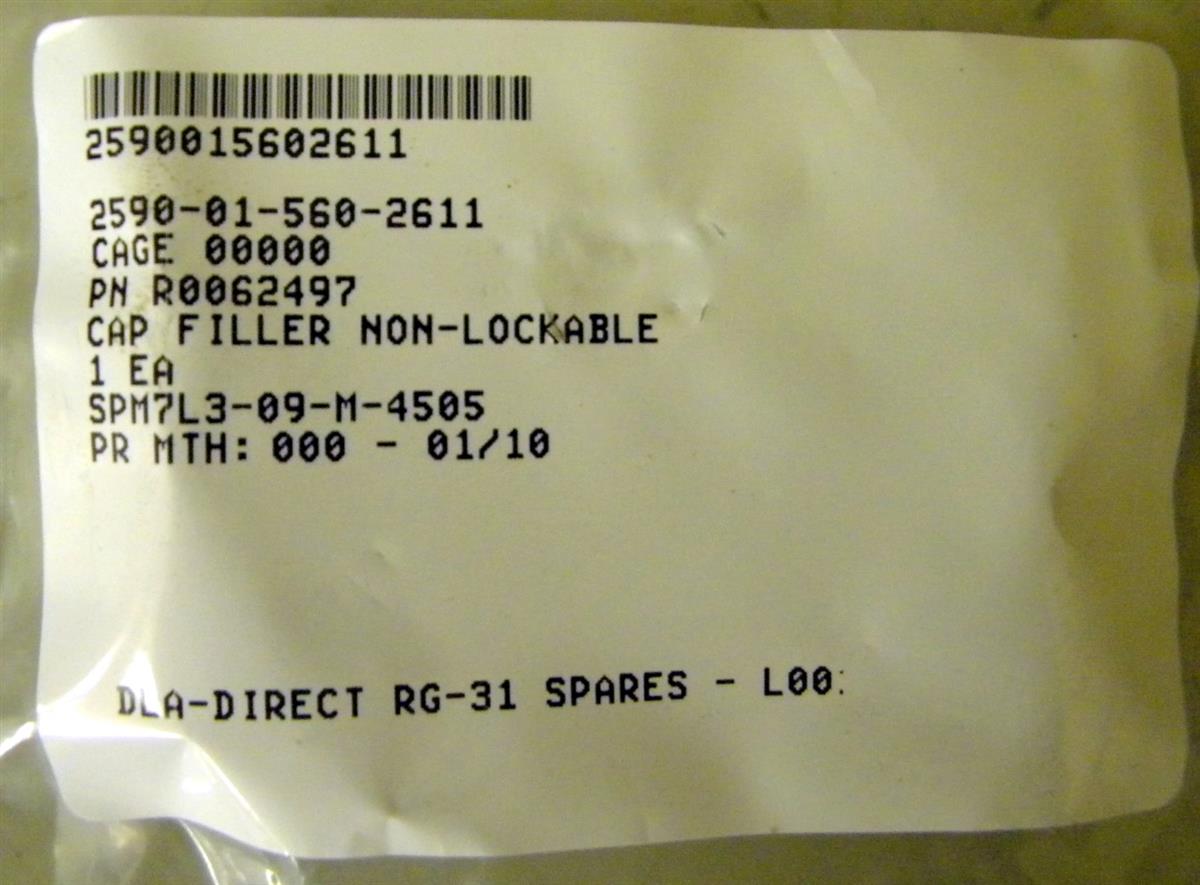 2590015602611
2590-01-560-2611
CAGE 00000
PN R0062497
CAP FILLER NON-LOCKABLE
1 EA
SPM7L3-09-M-4505
PR MTH: 000 - 01/10
DLA-DIRECT RG-31 SPARES -